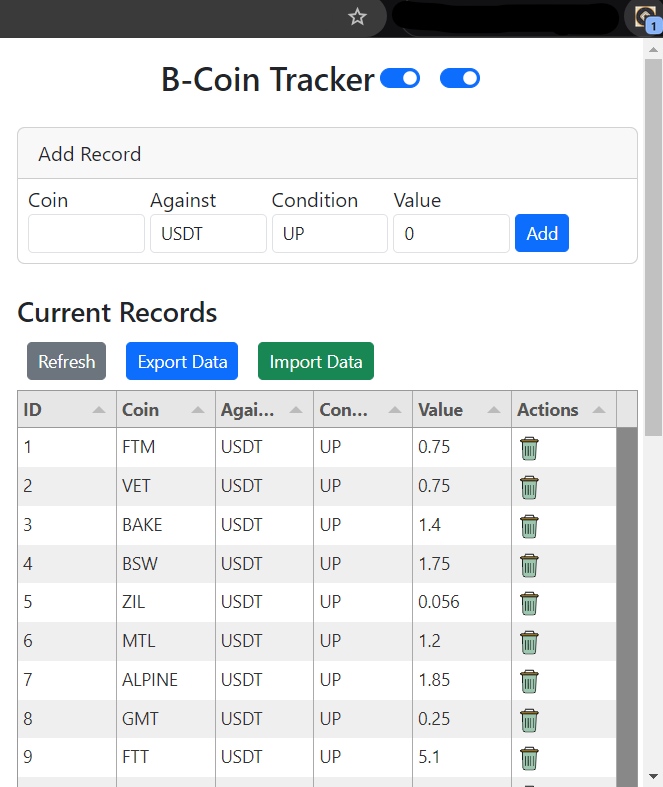 1
B-Coin Tracker
Add Record
Coin Against Condition Value
USDT UP 0 Add
Current Records
Refresh Export Data Import Data
ID Coin Agai... Con... Value Actions
1 FTM USDT UP 0.75
2 VET USDT UP 0.75
3 BAKE USDT UP 1.4
4 BSW USDT UP 1.75
5 ZIL USDT UP 0.056
6 MTL USDT UP 1.2
7 ALPINE USDT UP 1.85
8 GMT USDT UP 0.25
9 FTT USDT UP 5.1